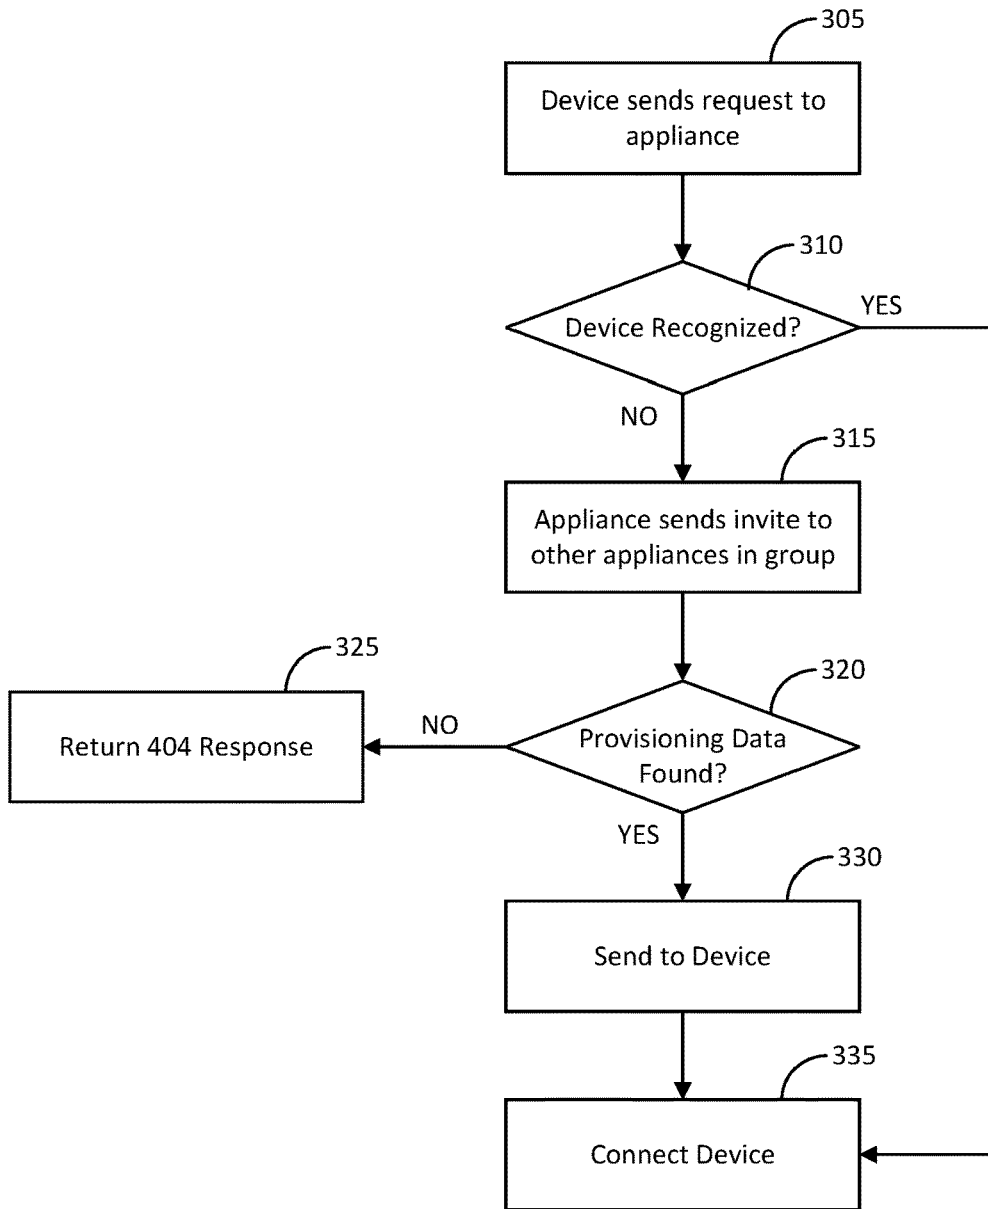 305
Device sends request to
appliance
310
Device Recognized?
YES
NO
315
Appliance sends invite to
other appliances in group
320
Provisioning Data
Found?
NO
325
Return 404 Response
YES
330
Send to Device
335
Connect Device